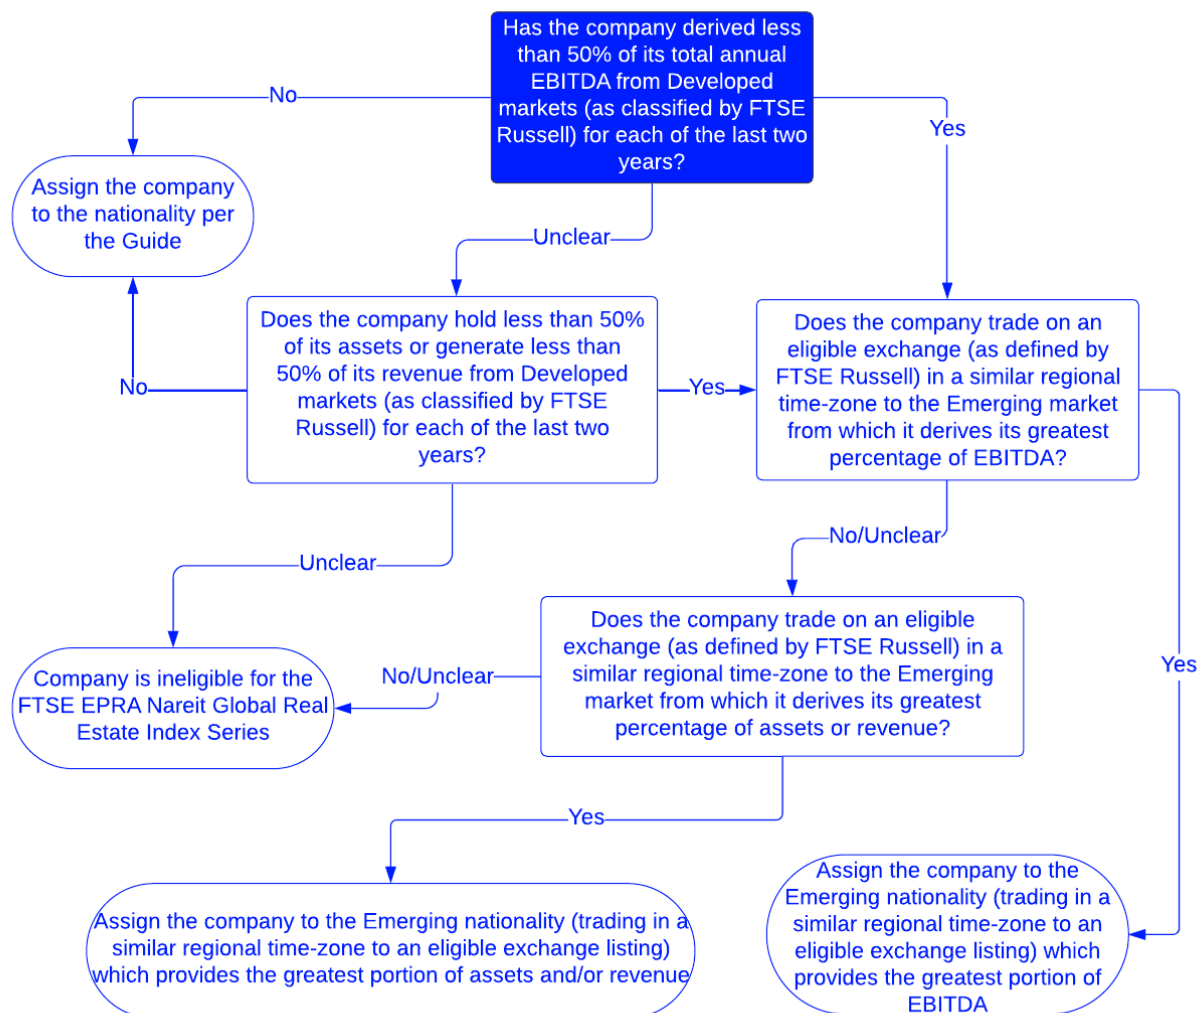 Has the company derived less
than 50% of its total annual
EBITDA from Developed
markets (as classified by FTSE
Russell) for each of the last two
years?
No
Yes
Assign the company
to the nationality per
the Guide
Unclear
Does the company hold less than 50%
of its assets or generate less than
50% of its revenue from Developed
markets (as classified by FTSE
Russell) for each of the last two
years?
No
Yes
Does the company trade on an
eligible exchange (as defined by
FTSE Russell) in a similar regional
time-zone to the Emerging market
from which it derives its greatest
percentage of EBITDA?
Unclear
No/Unclear
Yes
Does the company trade on an eligible
exchange (as defined by FTSE Russell) in a
similar regional time-zone to the Emerging
market from which it derives its greatest
percentage of assets or revenue?
No/Unclear
Company is ineligible for the
FTSE EPRA Nareit Global Real
Estate Index Series
Yes
Assign the company to the Emerging nationality (trading in a
similar regional time-zone to an eligible exchange listing)
which provides the greatest portion of assets and/or revenue
Assign the company to the
Emerging nationality (trading in a
similar regional time-zone to an
eligible exchange listing) which
provides the greatest portion of
EBITDA